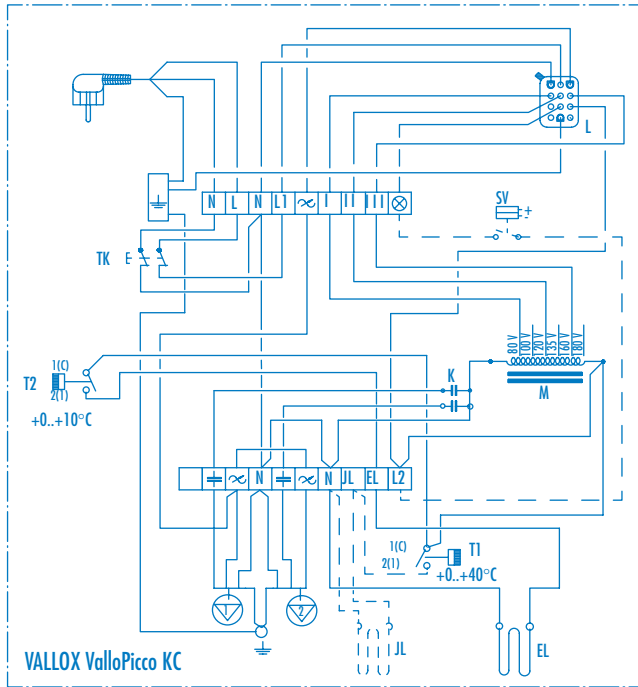 L
N L N L1 I II III
SV
- +
TK E
80 V 100 V 120 V 135 V 160 V 180 V
1(C)
T2
2(1)
+0..+10°C
K
M
N N JL EL L2
1(C)
T1
2(1)
+0..+40°C
1 2
JL
EL
VALLOX ValloPicco KC